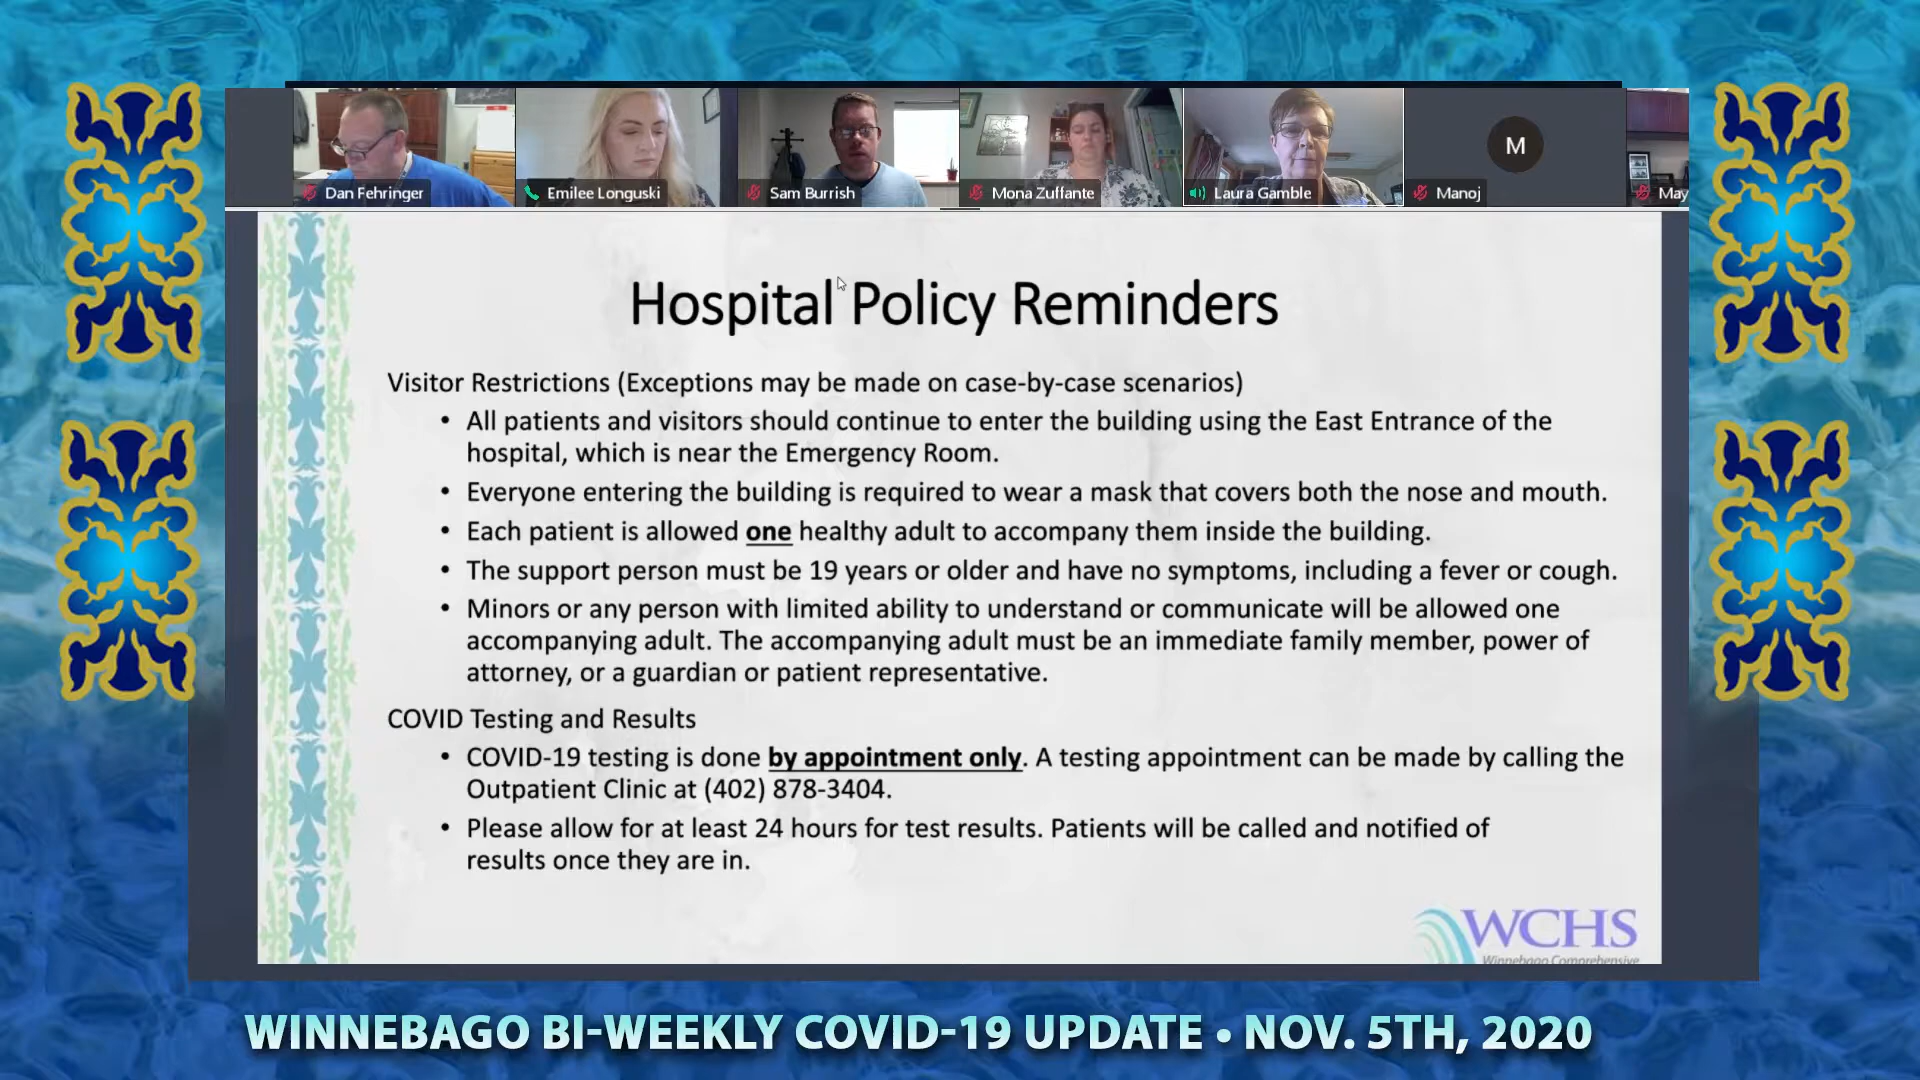 Dan Fehringer
Emilee Longuski
Sam Burrish
Mona Zuffante
Laura Gamble
M
Manoj
May
Hospital Policy Reminders
Visitor Restrictions (Exceptions may be made on case-by-case scenarios)
• All patients and visitors should continue to enter the building using the East Entrance of the
hospital, which is near the Emergency Room.
• Everyone entering the building is required to wear a mask that covers both the nose and mouth.
• Each patient is allowed one healthy adult to accompany them inside the building.
• The support person must be 19 years or older and have no symptoms, including a fever or cough.
• Minors or any person with limited ability to understand or communicate will be allowed one
accompanying adult. The accompanying adult must be an immediate family member, power of
attorney, or a guardian or patient representative.
COVID Testing and Results
• COVID-19 testing is done by appointment only. A testing appointment can be made by calling the
Outpatient Clinic at (402) 878-3404.
• Please allow for at least 24 hours for test results. Patients will be called and notified of
results once they are in.
WCHS
Winnebago Comprehensive
WINNEBAGO BI-WEEKLY COVID-19 UPDATE • NOV. 5TH, 2020